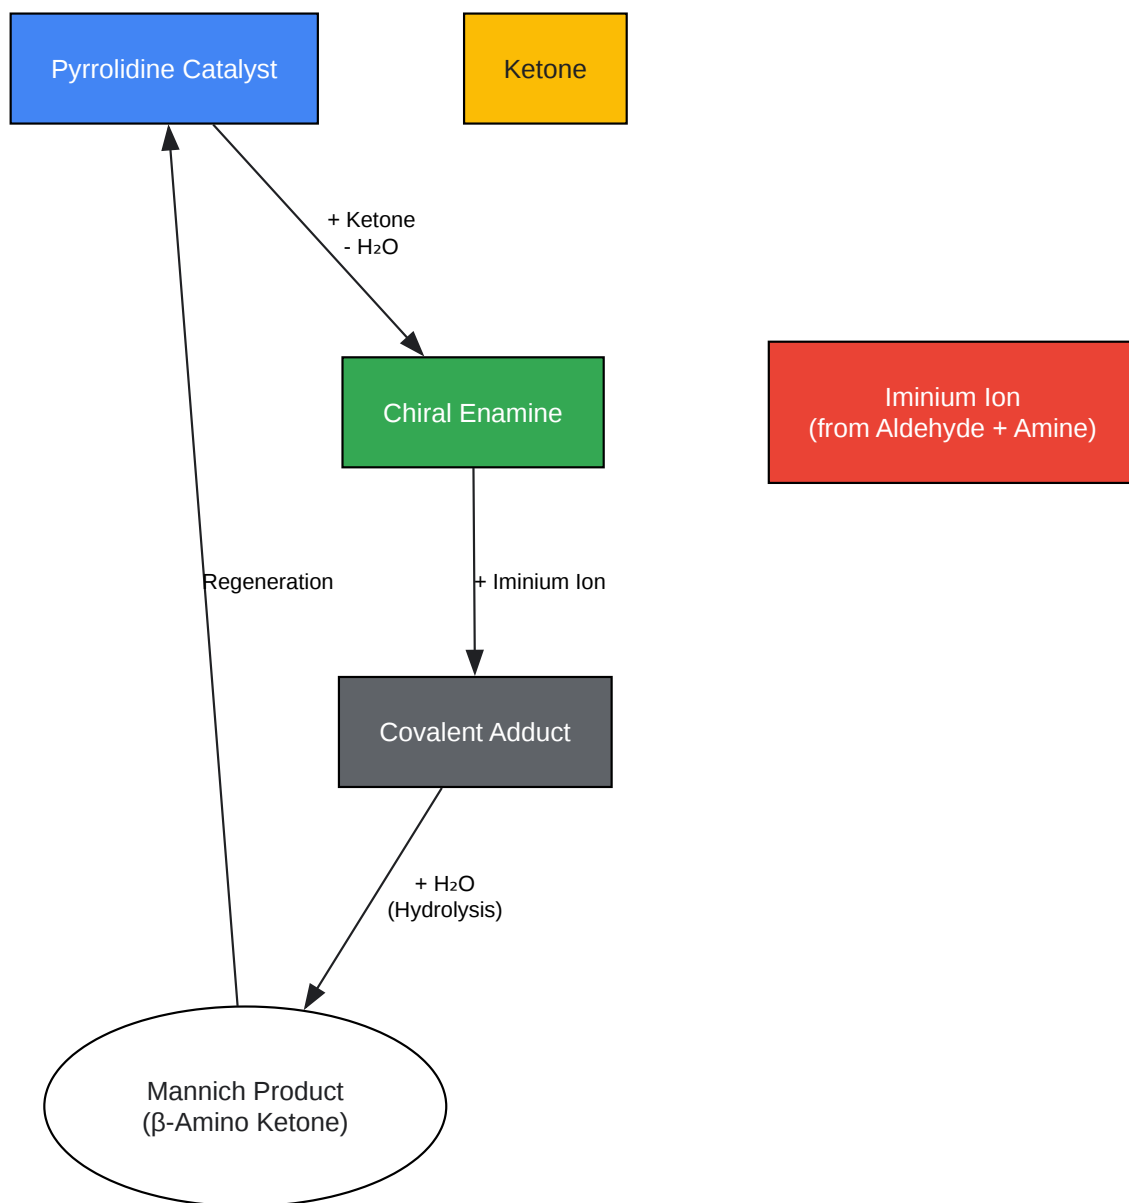 Pyrrolidine Catalyst
Ketone
+ Ketone
- H₂O
Chiral Enamine
Iminium Ion
(from Aldehyde + Amine)
Regeneration
+ Iminium Ion
Covalent Adduct
+ H₂O
(Hydrolysis)
Mannich Product
(β-Amino Ketone)